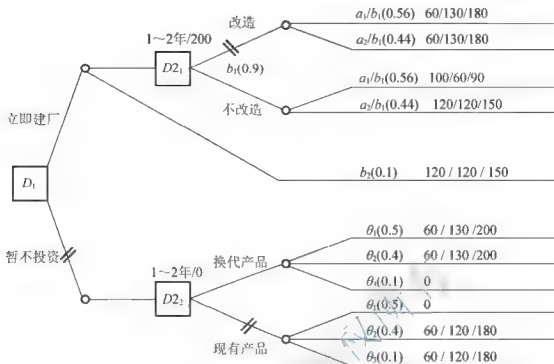 a₁/b₁(0.56) 60/130/180
改造
1～2年/200
a₂/b₁(0.44) 60/130/180
D2₁
b₁(0.9)
a₁/b₁(0.56) 100/60/90
不改造
a₂/b₁(0.44) 120/120/150
立即建厂
b₂(0.1) 120 / 120 / 150
D₁
θ₁(0.5) 60 / 130 /200
暂不投资
换代产品
θ₂(0.4) 60 / 130 /200
1～2年/0
θ₃(0.1) 0
D2₂
θ₁(0.5) 0
θ₂(0.4) 60 / 120 /180
现有产品
θ₃(0.1) 60 / 120 /180